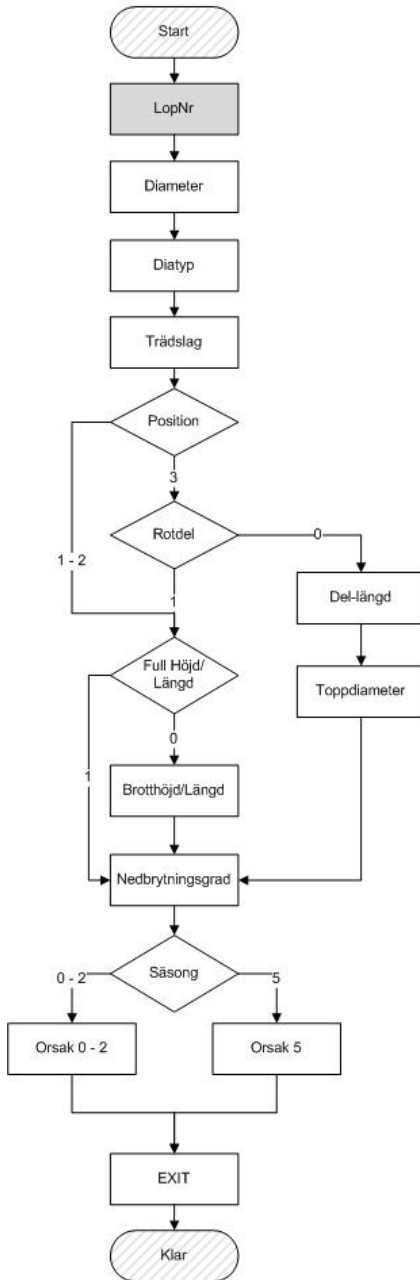 Start
LopNr
Diameter
Diatyp
Trädslag
Position
3
1 - 2
Rotdel
0
1
Del-längd
Full Höjd/
Längd
Toppdiameter
0
1
Brotthöjd/Längd
Nedbrytningsgrad
Säsong
0 - 2
5
Orsak 0 - 2
Orsak 5
EXIT
Klar